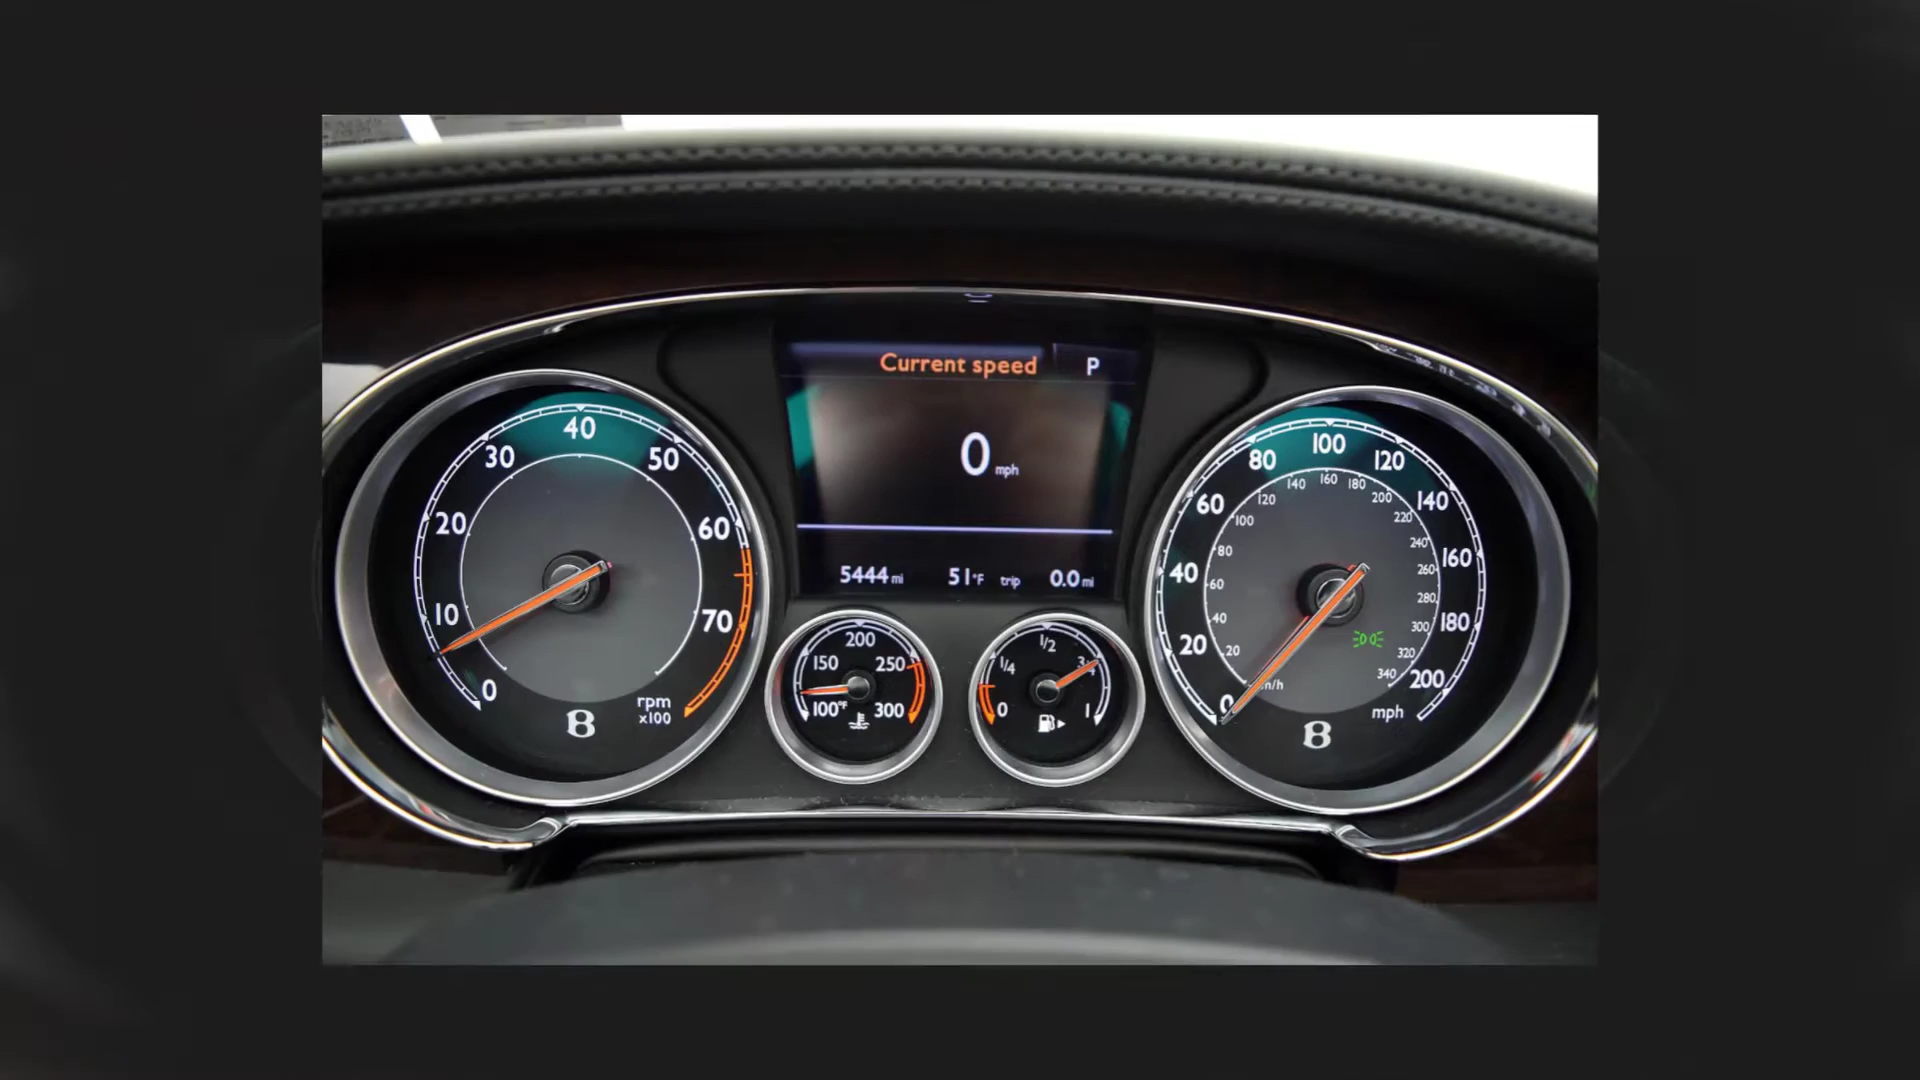 Current speed P
0 mph
5444 mi 51°F trip 0.0 mi
0 10 20 30 40 50 60 70
rpm
x100
B
100°F 150 200 250 300
0 1/4 1/2 1
0 20 40 60 80 100 120 140 160 180 200
20 40 60 80 100 120 140 160 180 200 220 240 260 280 300 320 340
mph
B